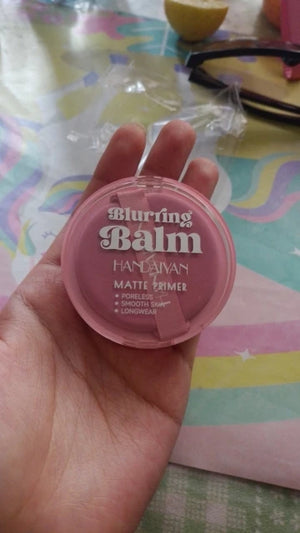 Blurring
Balm
HANDAIYAN
MATTE PRIMER
PORELESS
SMOOTH SKIN
LONGWEAR